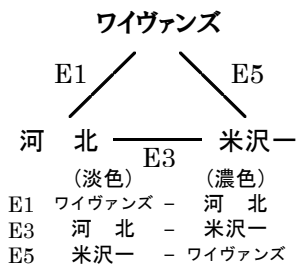 ワイヴァンズ
E1 E5
河　北 米沢一
E3
(淡色) (濃色)
E1 ワイヴァンズ － 河　北
E3 河　北 － 米沢一
E5 米沢一 － ワイヴァンズ